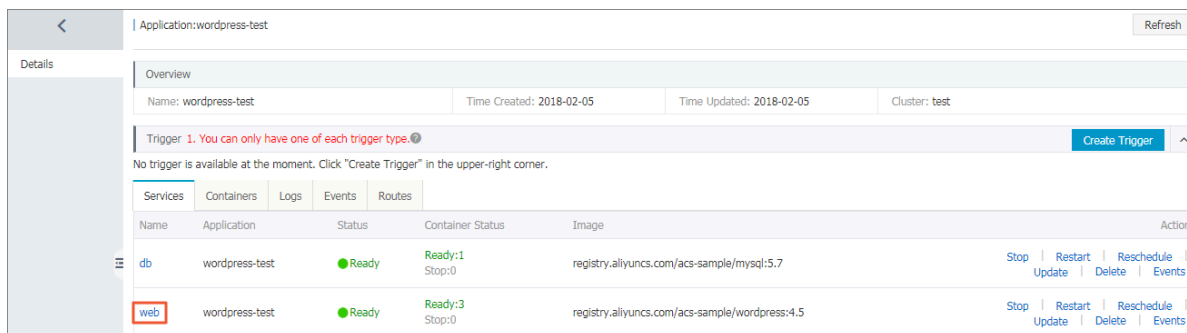 Application:wordpress-test
Refresh
Details
Overview
Name: wordpress-test Time Created: 2018-02-05 Time Updated: 2018-02-05 Cluster: test
Trigger 1. You can only have one of each trigger type.
Create Trigger
No trigger is available at the moment. Click "Create Trigger" in the upper-right corner.
Services Containers Logs Events Routes
Name Application Status Container Status Image Action
db wordpress-test Ready Ready:1 Stop:0 registry.aliyuncs.com/acs-sample/mysql:5.7 Stop | Restart | Reschedule |
Update | Delete | Events
web wordpress-test Ready Ready:3 Stop:0 registry.aliyuncs.com/acs-sample/wordpress:4.5 Stop | Restart | Reschedule |
Update | Delete | Events